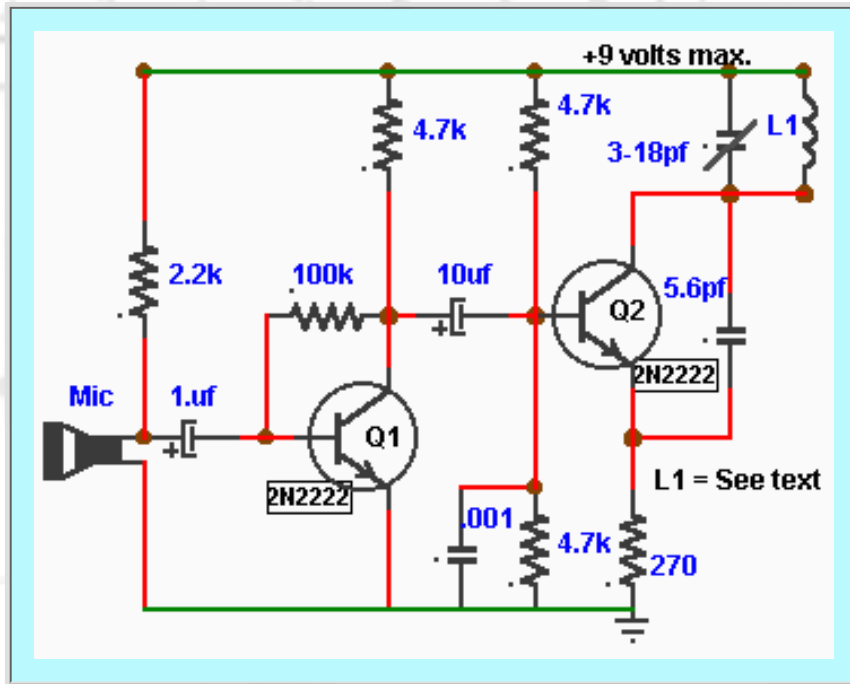 +9 volts max.
4.7k
4.7k
L1
3-18pf
2.2k
100k
10uf
5.6pf
Q2
2N2222
Mic
1.uf
Q1
2N2222
L1 = See text
.001
4.7k
270